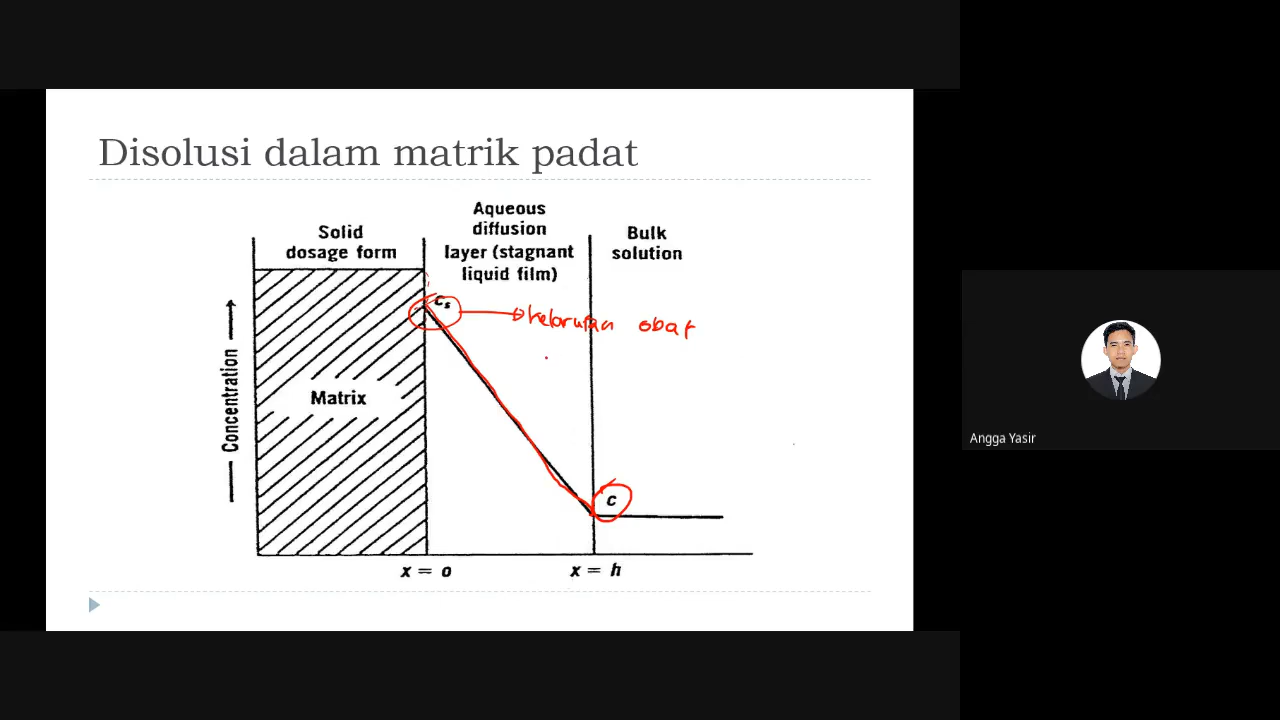 Disolusi dalam matrik padat
Solid
dosage form
Aqueous
diffusion
layer (stagnant
liquid film)
Bulk
solution
Cs
kelarutan obat
Concentration
Matrix
c
x = o
x = h
Angga Yasir